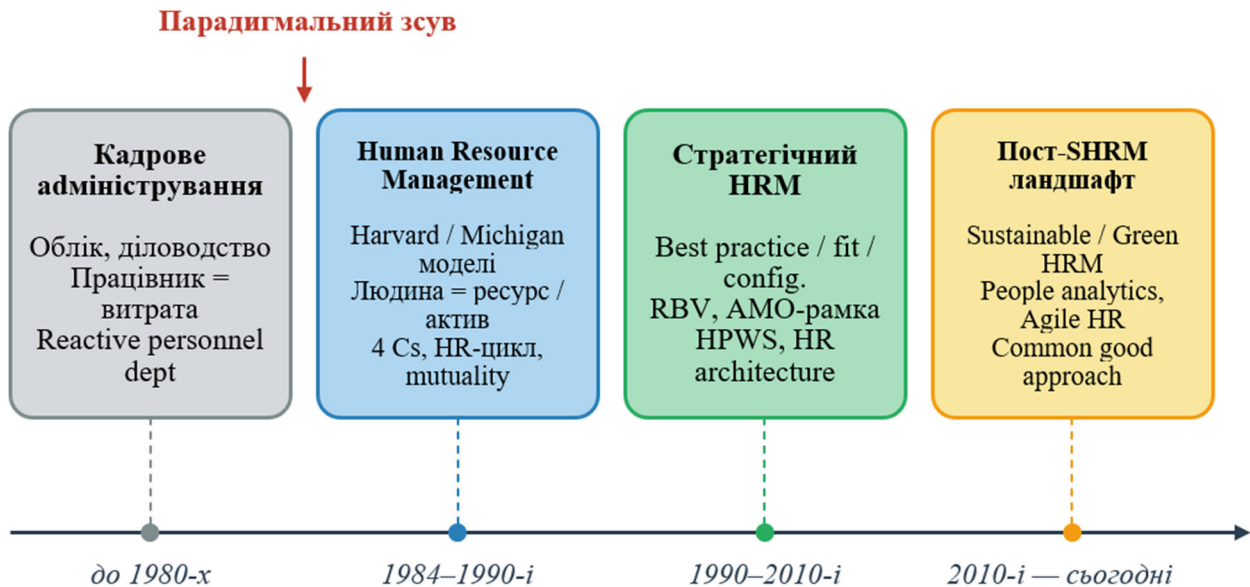 Парадигмальний зсув
Кадрове
адміністрування
Облік, діловодство
Працівник =
витрата
Reactive personnel
dept
Human Resource
Management
Harvard / Michigan
моделі
Людина = ресурс /
актив
4 Cs, HR-цикл,
mutuality
Стратегічний
HRM
Best practice / fit /
config.
RBV, AMO-рамка
HPWS, HR
architecture
Пост-SHRM
ландшафт
Sustainable / Green
HRM
People analytics,
Agile HR
Common good
approach
до 1980-х
1984–1990-і
1990–2010-і
2010-і — сьогодні